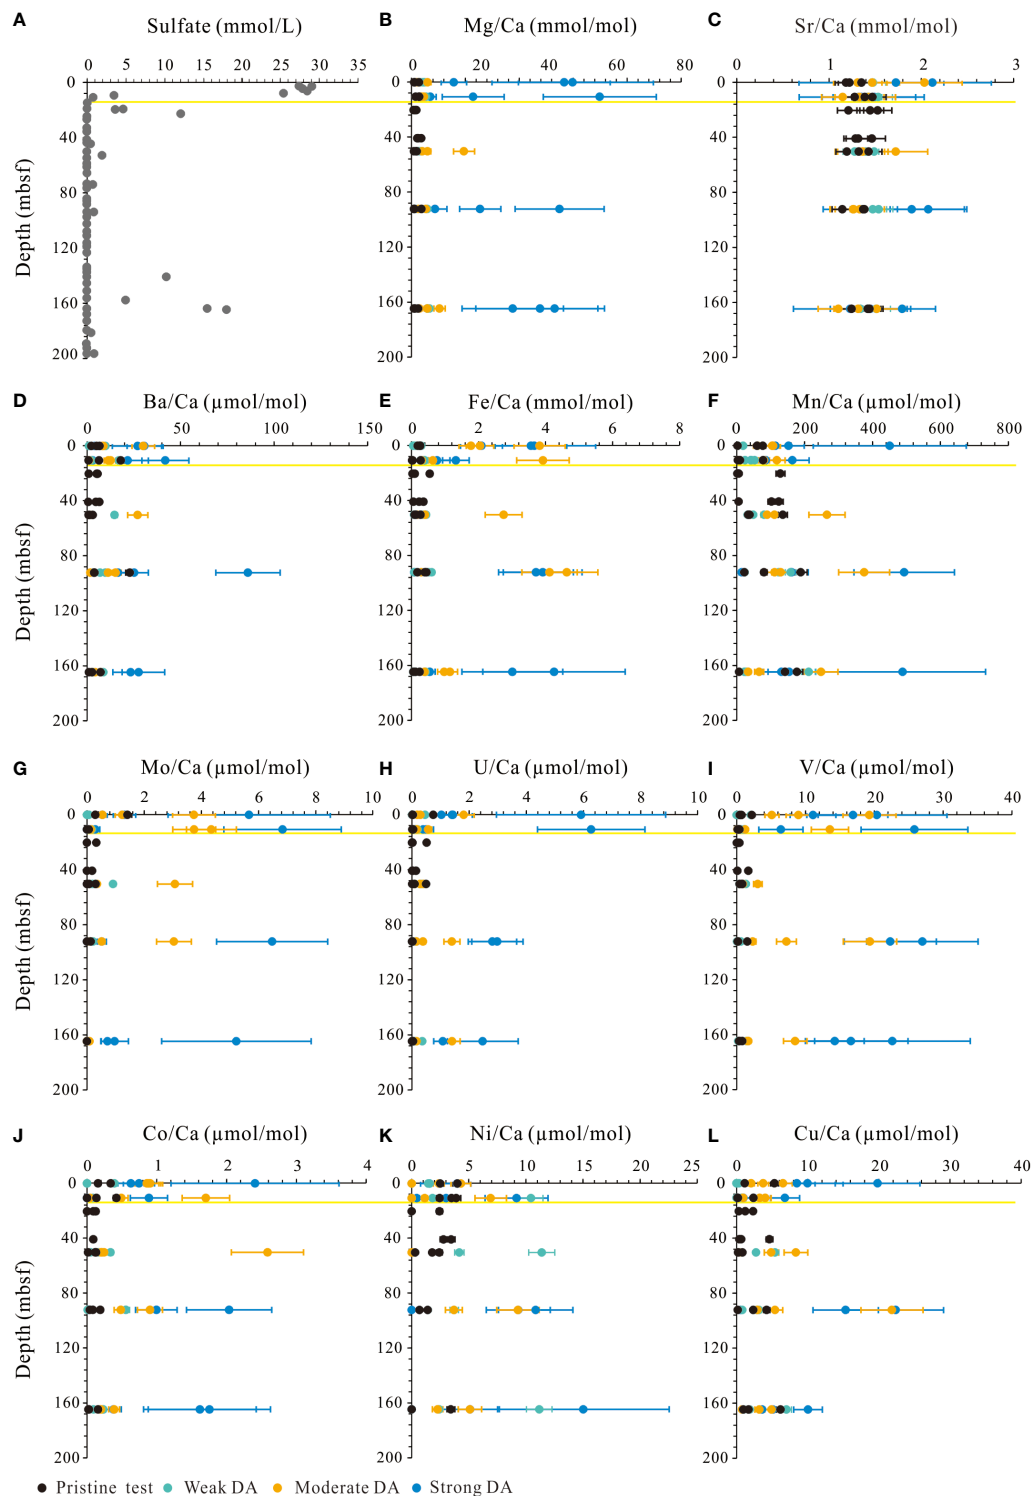 A Sulfate (mmol/L) B Mg/Ca (mmol/mol) C Sr/Ca (mmol/mol)
0 5 10 15 20 25 30 35 0 20 40 60 80 0 1 2 3
Depth (mbsf)
0 40 80 120 160 200
0 40 80 120 160 200
0 40 80 120 160 200
D Ba/Ca (µmol/mol) E Fe/Ca (mmol/mol) F Mn/Ca (µmol/mol)
0 50 100 150 0 2 4 6 8 0 200 400 600 800
Depth (mbsf)
0 40 80 120 160 200
0 40 80 120 160 200
0 40 80 120 160 200
G Mo/Ca (µmol/mol) H U/Ca (µmol/mol) I V/Ca (µmol/mol)
0 2 4 6 8 10 0 2 4 6 8 10 0 10 20 30 40
Depth (mbsf)
0 40 80 120 160 200
0 40 80 120 160 200
0 40 80 120 160 200
J Co/Ca (µmol/mol) K Ni/Ca (µmol/mol) L Cu/Ca (µmol/mol)
0 1 2 3 4 0 5 10 15 20 25 0 10 20 30 40
Depth (mbsf)
0 40 80 120 160 200
0 40 80 120 160 200
0 40 80 120 160 200
Pristine test Weak DA Moderate DA Strong DA